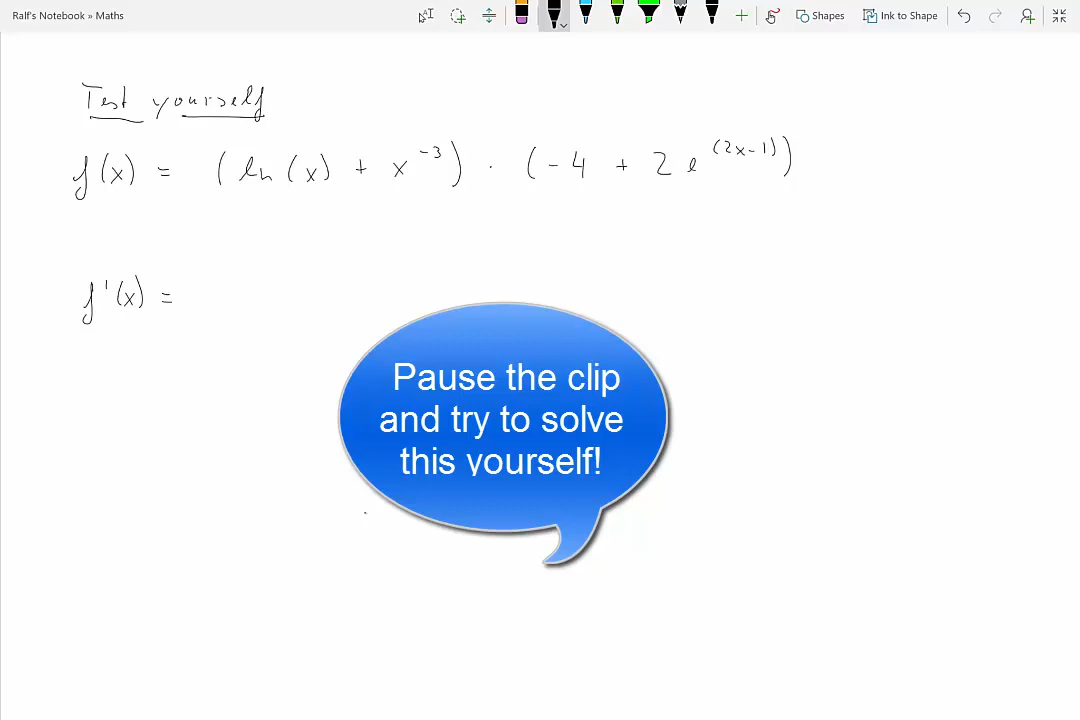 Ralf's Notebook » Maths
Shapes
Ink to Shape
Test yourself
f(x) = (ln(x) + x⁻³) · (-4 + 2e⁽²ˣ⁻¹⁾)
f'(x) =
Pause the clip
and try to solve
this yourself!